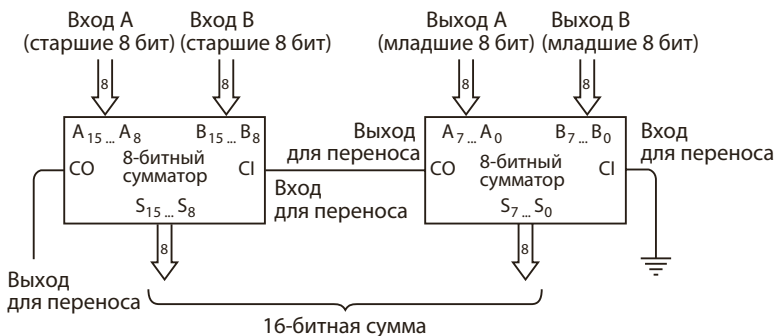 Вход A
(старшие 8 бит)
Вход B
(старшие 8 бит)
Выход A
(младшие 8 бит)
Выход B
(младшие 8 бит)
8
8
8
8
A15 ... A8
B15 ... B8
8-битный
сумматор
CO
CI
S15 ... S8
Выход
для переноса
Вход
для переноса
A7 ... A0
B7 ... B0
8-битный
сумматор
CO
CI
S7 ... S0
Вход
для переноса
8
8
Выход
для переноса
16-битная сумма